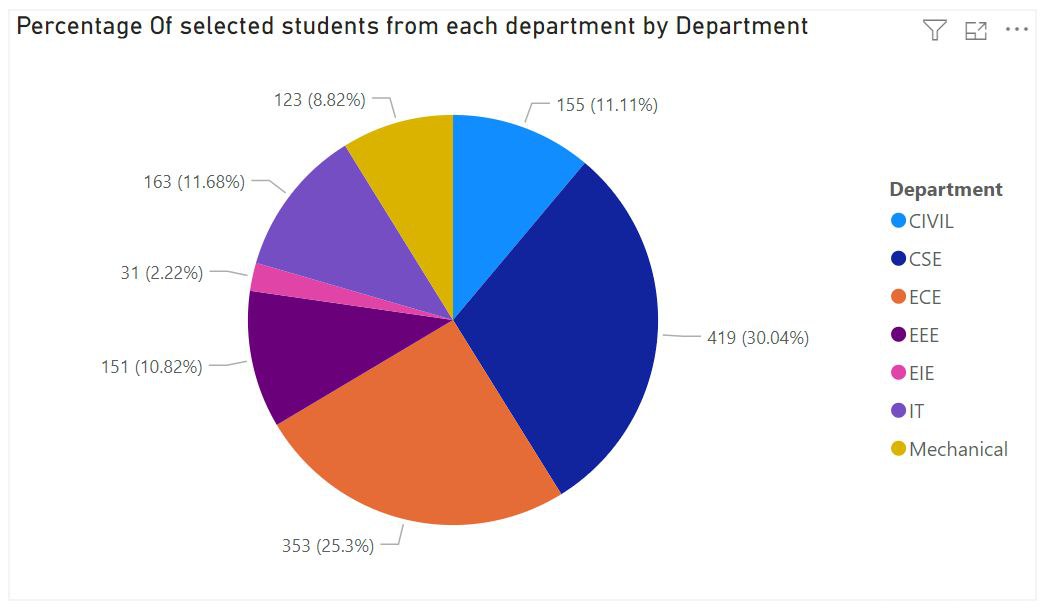 Percentage Of selected students from each department by Department
123 (8.82%)
155 (11.11%)
163 (11.68%)
31 (2.22%)
151 (10.82%)
419 (30.04%)
353 (25.3%)
Department
CIVIL
CSE
ECE
EEE
EIE
IT
Mechanical